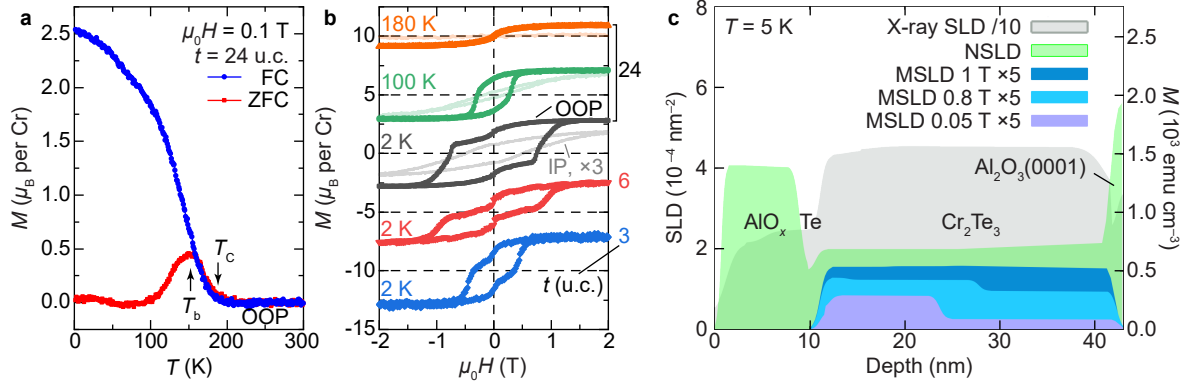 a
M (μB per Cr)
2.5
2.0
1.5
1.0
0.5
0.0
μ0H = 0.1 T
t = 24 u.c.
FC
ZFC
TC
Tb
OOP
0 100 200 300
T (K)
b
M (μB per Cr)
10
5
0
-5
-10
-15
180 K
100 K
24
OOP
2 K
IP, ×3
2 K
6
2 K
3
t (u.c.)
-2 -1 0 1 2
μ0H (T)
c
SLD (10⁻⁴ nm⁻²)
8
6
4
2
0
T = 5 K
X-ray SLD /10
NSLD
MSLD 1 T ×5
MSLD 0.8 T ×5
MSLD 0.05 T ×5
Al2O3(0001)
AlOx Te Cr2Te3
0 10 20 30 40
Depth (nm)
2.5
2.0
1.5
1.0
0.5
0.0
M (10³ emu cm⁻³)